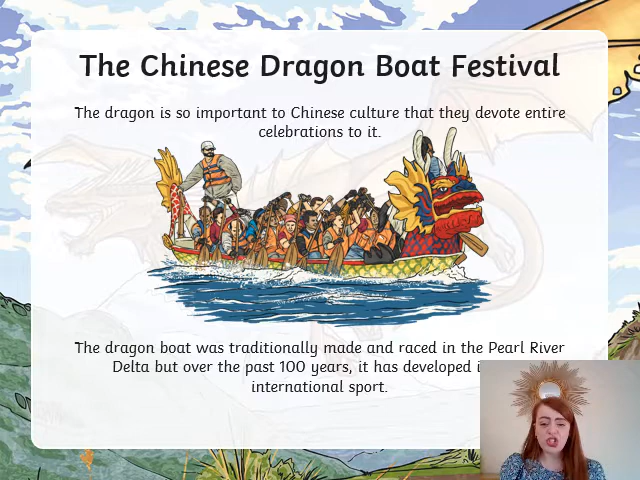 The Chinese Dragon Boat Festival
The dragon is so important to Chinese culture that they devote entire
celebrations to it.
The dragon boat was traditionally made and raced in the Pearl River
Delta but over the past 100 years, it has developed
international sport.